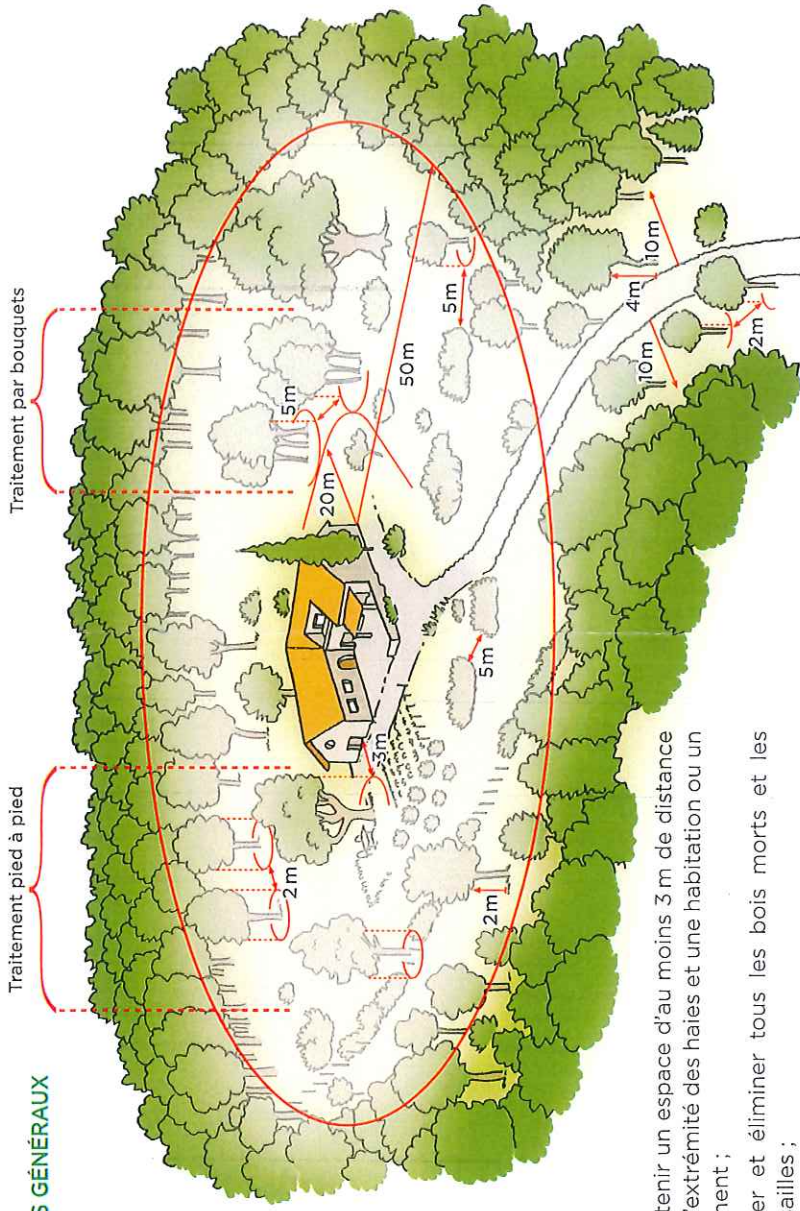 S GÉNÉRAUX
Traitement pied à pied
Traitement par bouquets
2m
3m
20m
5m
50m
5m
2m
5m
4m
10m
10m
2m
tenir un espace d'au moins 3 m de distance
'extrémité des haies et une habitation ou un
ment ;
er et éliminer tous les bois morts et les
ailles ;